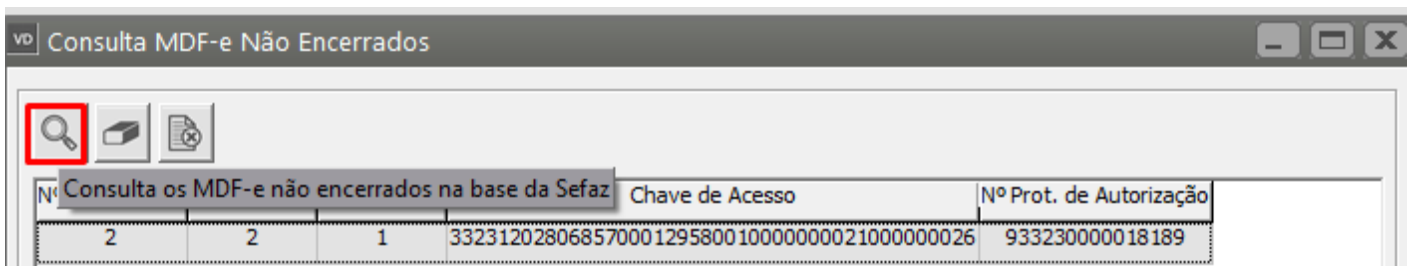 VD Consulta MDF-e Não Encerrados
Consulta os MDF-e não encerrados na base da Sefaz
Nº Chave de Acesso Nº Prot. de Autorização
2 2 1 33231202806857000129580010000000021000000026 933230000018189